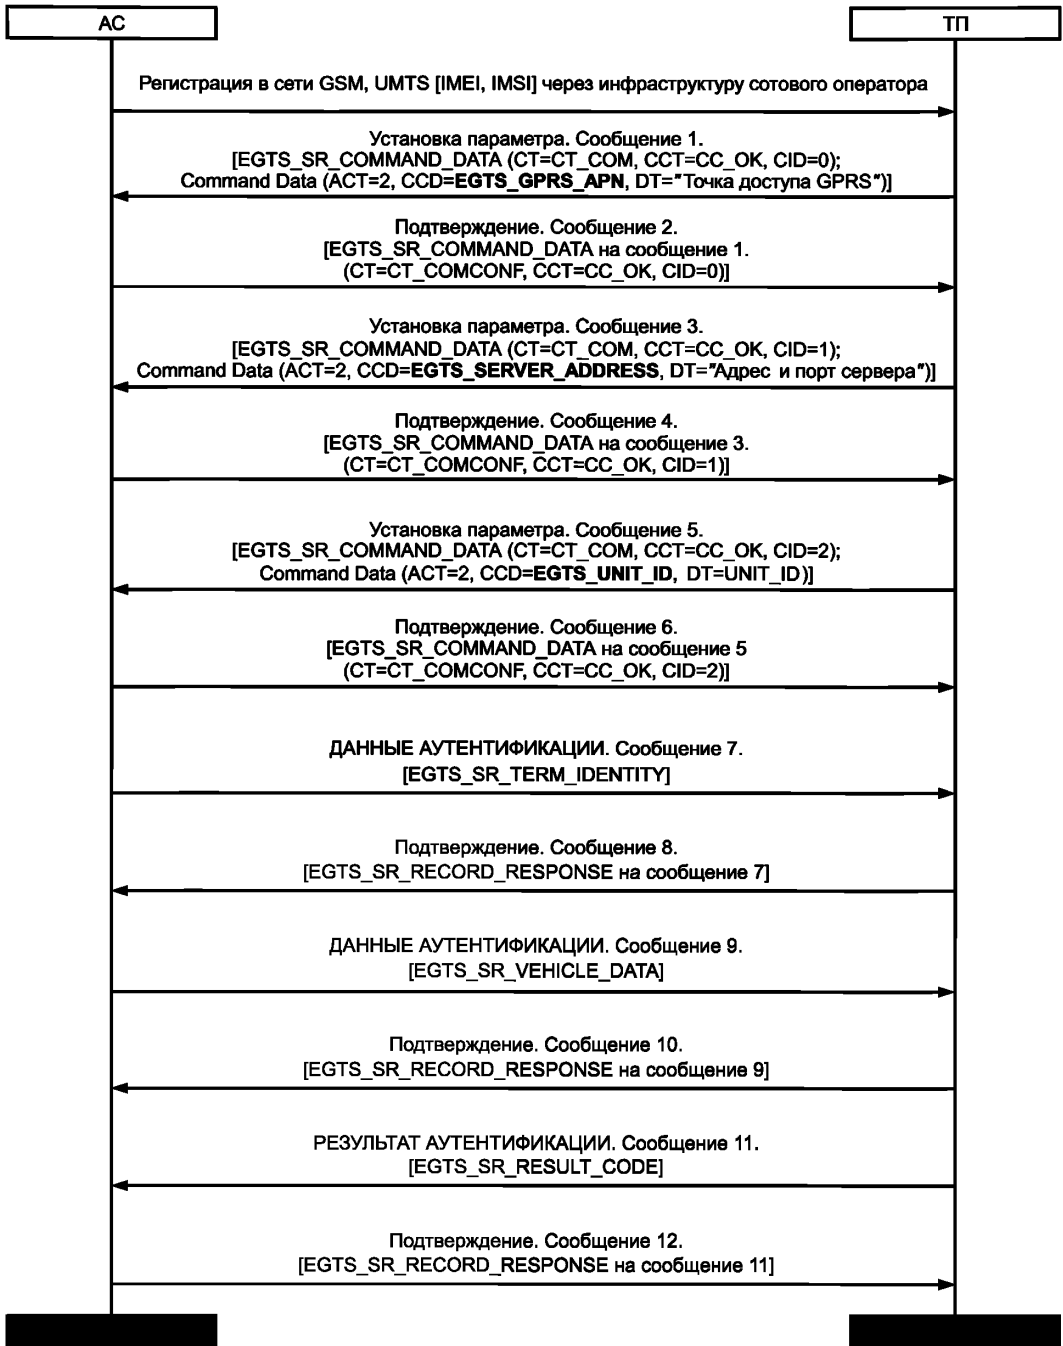 АС
ТП
Регистрация в сети GSM, UMTS [IMEI, IMSI] через инфраструктуру сотового оператора
Установка параметра. Сообщение 1.
[EGTS_SR_COMMAND_DATA (CT=CT_COM, CCT=CC_OK, CID=0);
Command Data (ACT=2, CCD=EGTS_GPRS_APN, DT="Точка доступа GPRS")]
Подтверждение. Сообщение 2.
[EGTS_SR_COMMAND_DATA на сообщение 1.
(CT=CT_COMCONF, CCT=CC_OK, CID=0)]
Установка параметра. Сообщение 3.
[EGTS_SR_COMMAND_DATA (CT=CT_COM, CCT=CC_OK, CID=1);
Command Data (ACT=2, CCD=EGTS_SERVER_ADDRESS, DT="Адрес и порт сервера")]
Подтверждение. Сообщение 4.
[EGTS_SR_COMMAND_DATA на сообщение 3.
(CT=CT_COMCONF, CCT=CC_OK, CID=1)]
Установка параметра. Сообщение 5.
[EGTS_SR_COMMAND_DATA (CT=CT_COM, CCT=CC_OK, CID=2);
Command Data (ACT=2, CCD=EGTS_UNIT_ID, DT=UNIT_ID)]
Подтверждение. Сообщение 6.
[EGTS_SR_COMMAND_DATA на сообщение 5
(CT=CT_COMCONF, CCT=CC_OK, CID=2)]
ДАННЫЕ АУТЕНТИФИКАЦИИ. Сообщение 7.
[EGTS_SR_TERM_IDENTITY]
Подтверждение. Сообщение 8.
[EGTS_SR_RECORD_RESPONSE на сообщение 7]
ДАННЫЕ АУТЕНТИФИКАЦИИ. Сообщение 9.
[EGTS_SR_VEHICLE_DATA]
Подтверждение. Сообщение 10.
[EGTS_SR_RECORD_RESPONSE на сообщение 9]
РЕЗУЛЬТАТ АУТЕНТИФИКАЦИИ. Сообщение 11.
[EGTS_SR_RESULT_CODE]
Подтверждение. Сообщение 12.
[EGTS_SR_RECORD_RESPONSE на сообщение 11]